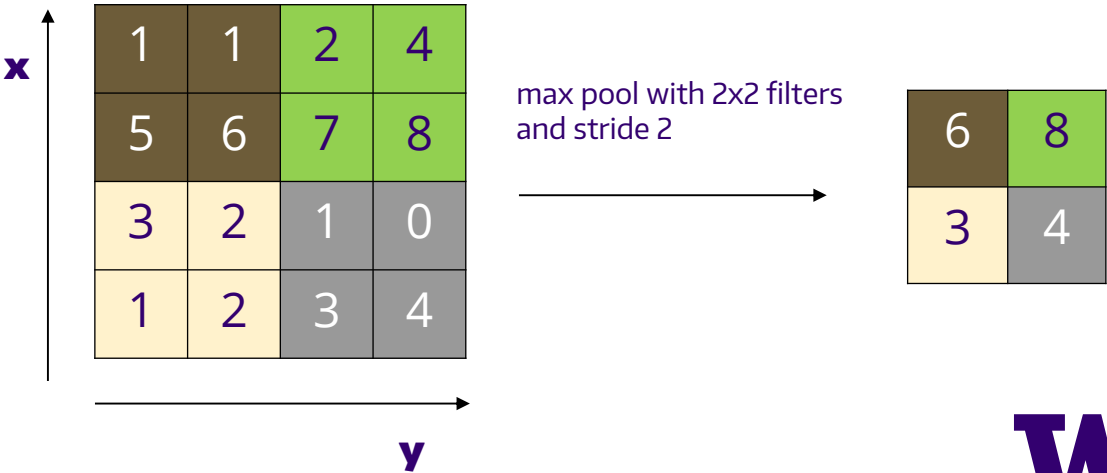 x
1 1 2 4
5 6 7 8
3 2 1 0
1 2 3 4
y
max pool with 2x2 filters
and stride 2
6 8
3 4
W